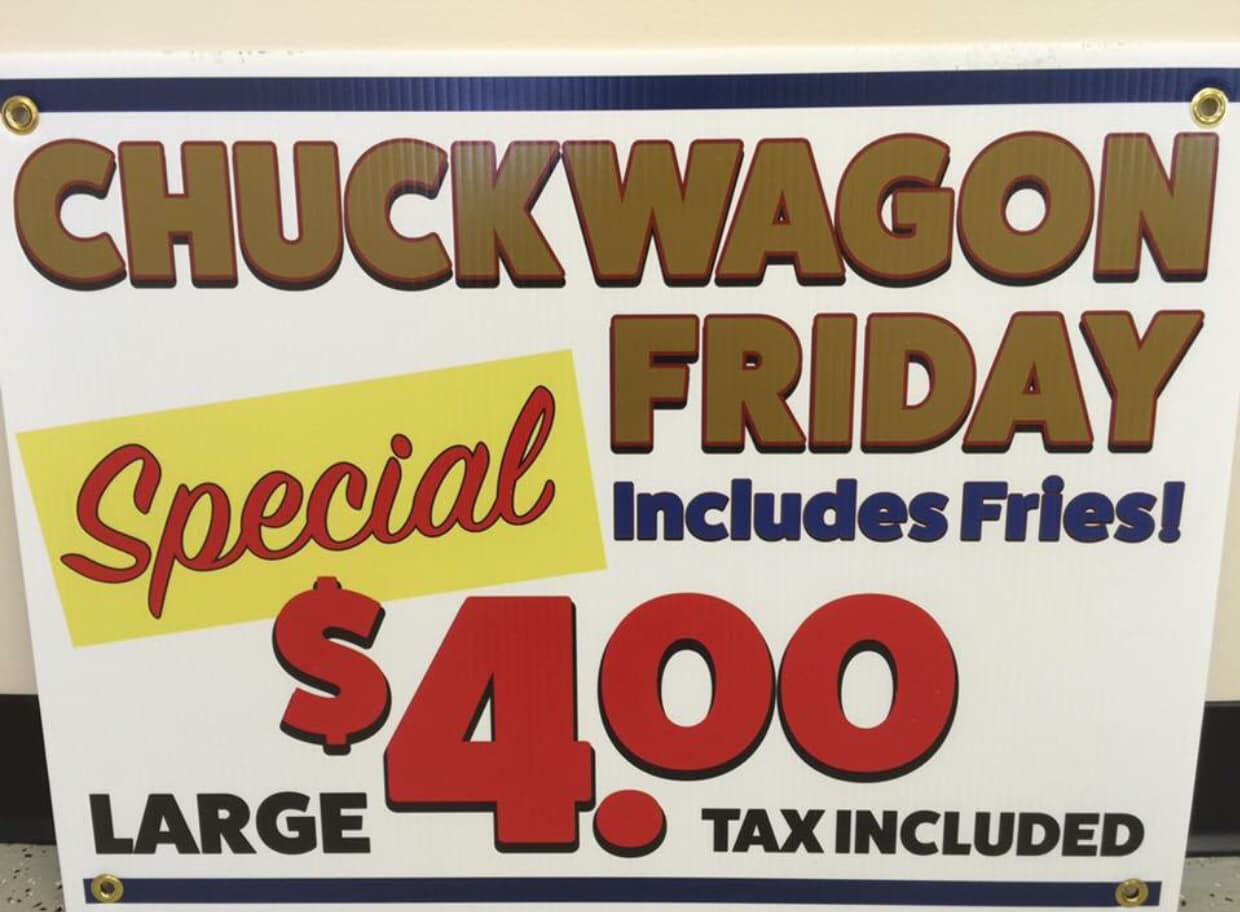 CHUCKWAGON
FRIDAY
Special
Includes Fries!
$4.00
LARGE
TAX INCLUDED